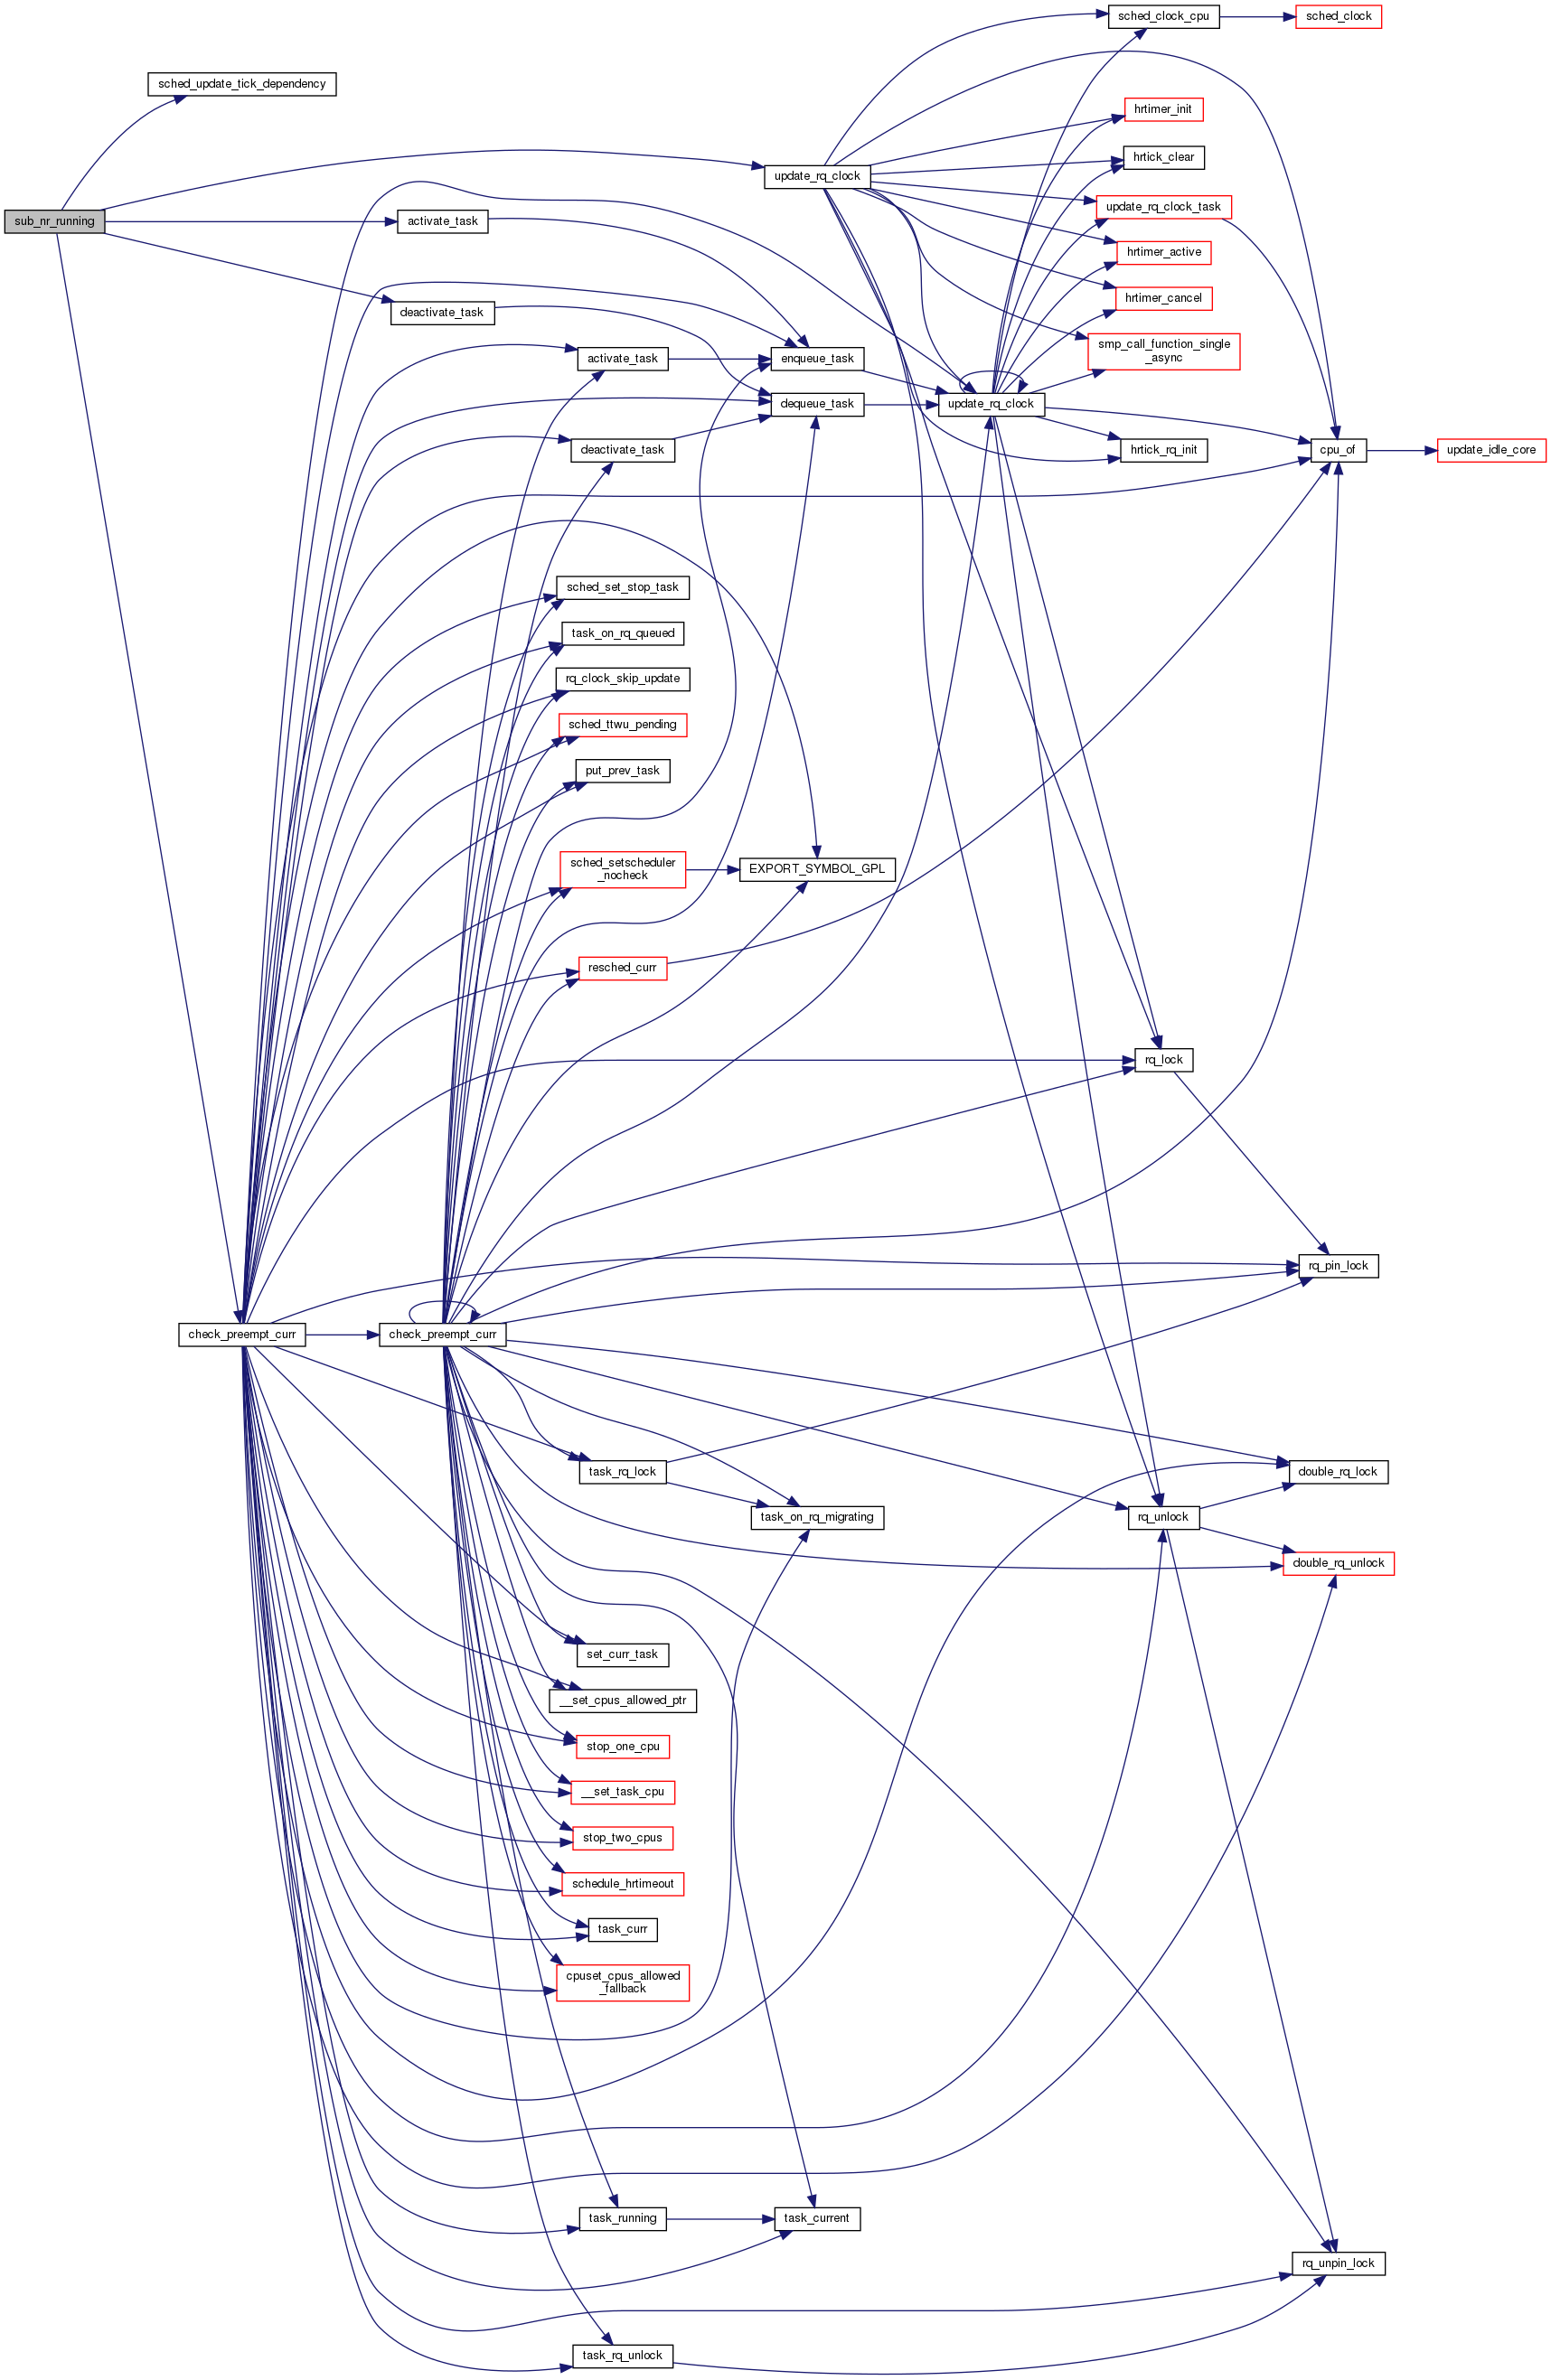 sched_clock_cpu
sched_clock
sched_update_tick_dependency
hrtimer_init
hrtick_clear
update_rq_clock
update_rq_clock_task
sub_nr_running
activate_task
hrtimer_active
hrtimer_cancel
deactivate_task
smp_call_function_single
_async
activate_task
enqueue_task
dequeue_task
update_rq_clock
deactivate_task
hrtick_rq_init
cpu_of
update_idle_core
sched_set_stop_task
task_on_rq_queued
rq_clock_skip_update
sched_ttwu_pending
put_prev_task
sched_setscheduler
_nocheck
EXPORT_SYMBOL_GPL
resched_curr
rq_lock
rq_pin_lock
check_preempt_curr
check_preempt_curr
task_rq_lock
double_rq_lock
task_on_rq_migrating
rq_unlock
double_rq_unlock
set_curr_task
__set_cpus_allowed_ptr
stop_one_cpu
__set_task_cpu
stop_two_cpus
schedule_hrtimeout
task_curr
cpuset_cpus_allowed
_fallback
task_running
task_current
rq_unpin_lock
task_rq_unlock